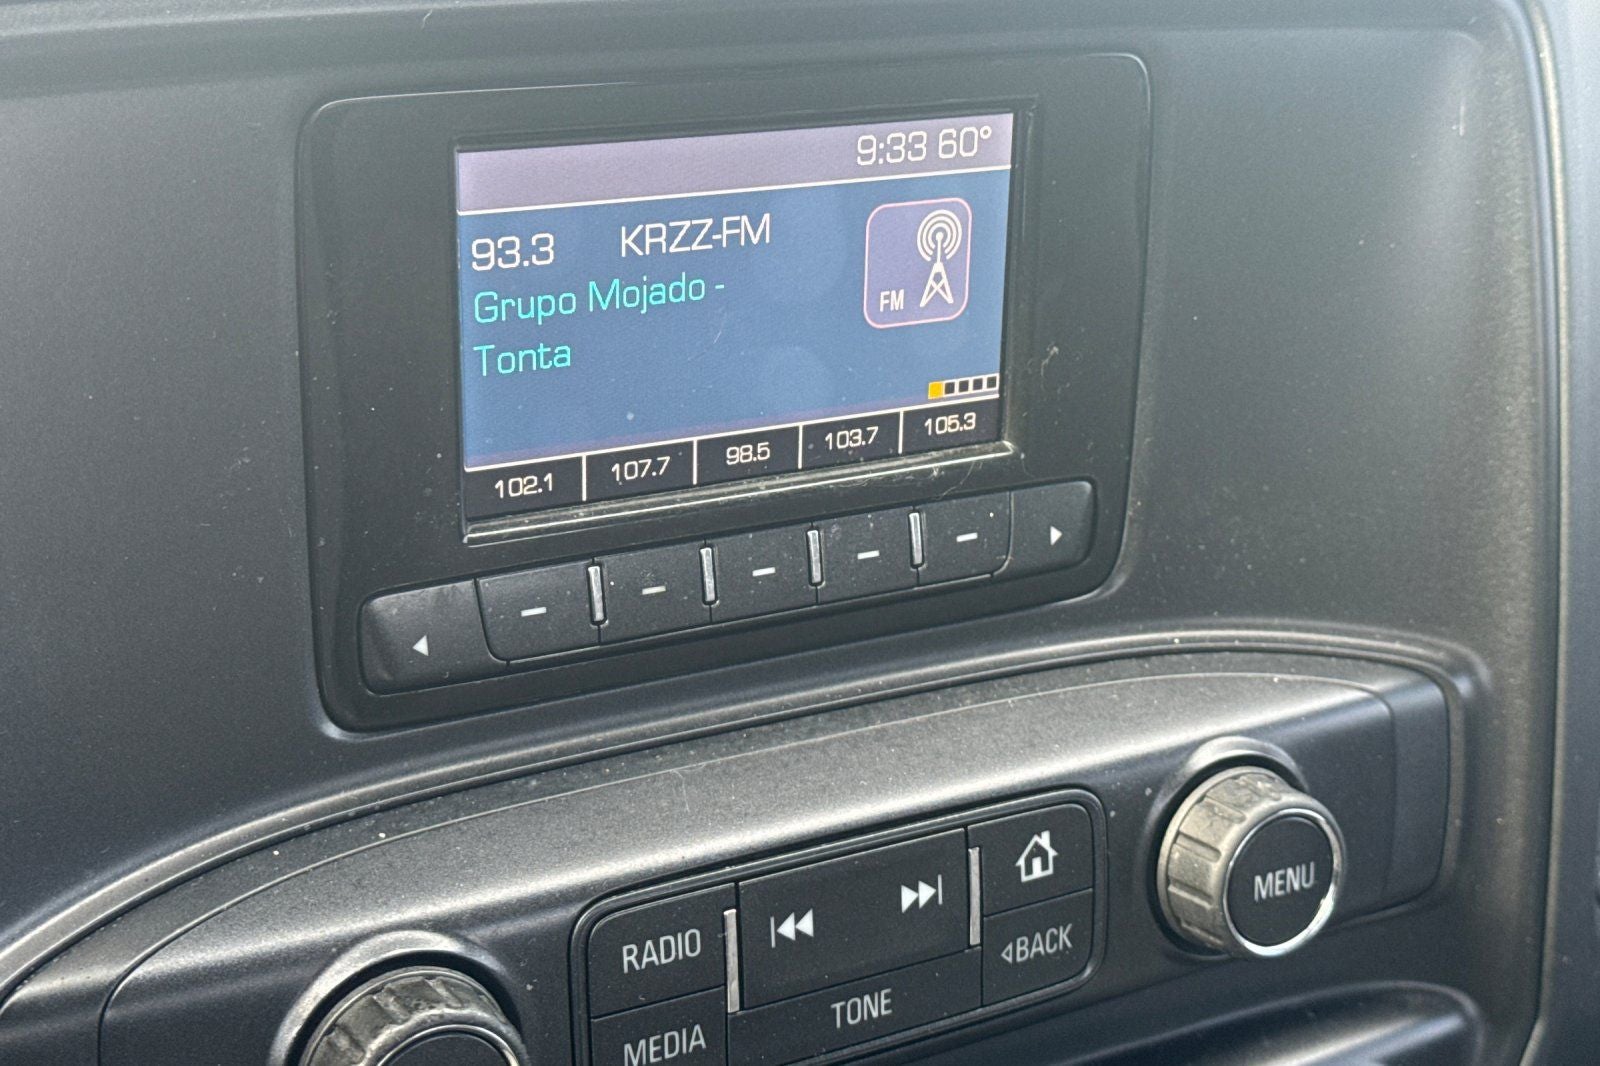 9:33 60°
93.3 KRZZ-FM
Grupo Mojado -
Tonta
FM
102.1 107.7 98.5 103.7 105.3
RADIO
BACK
MENU
MEDIA
TONE